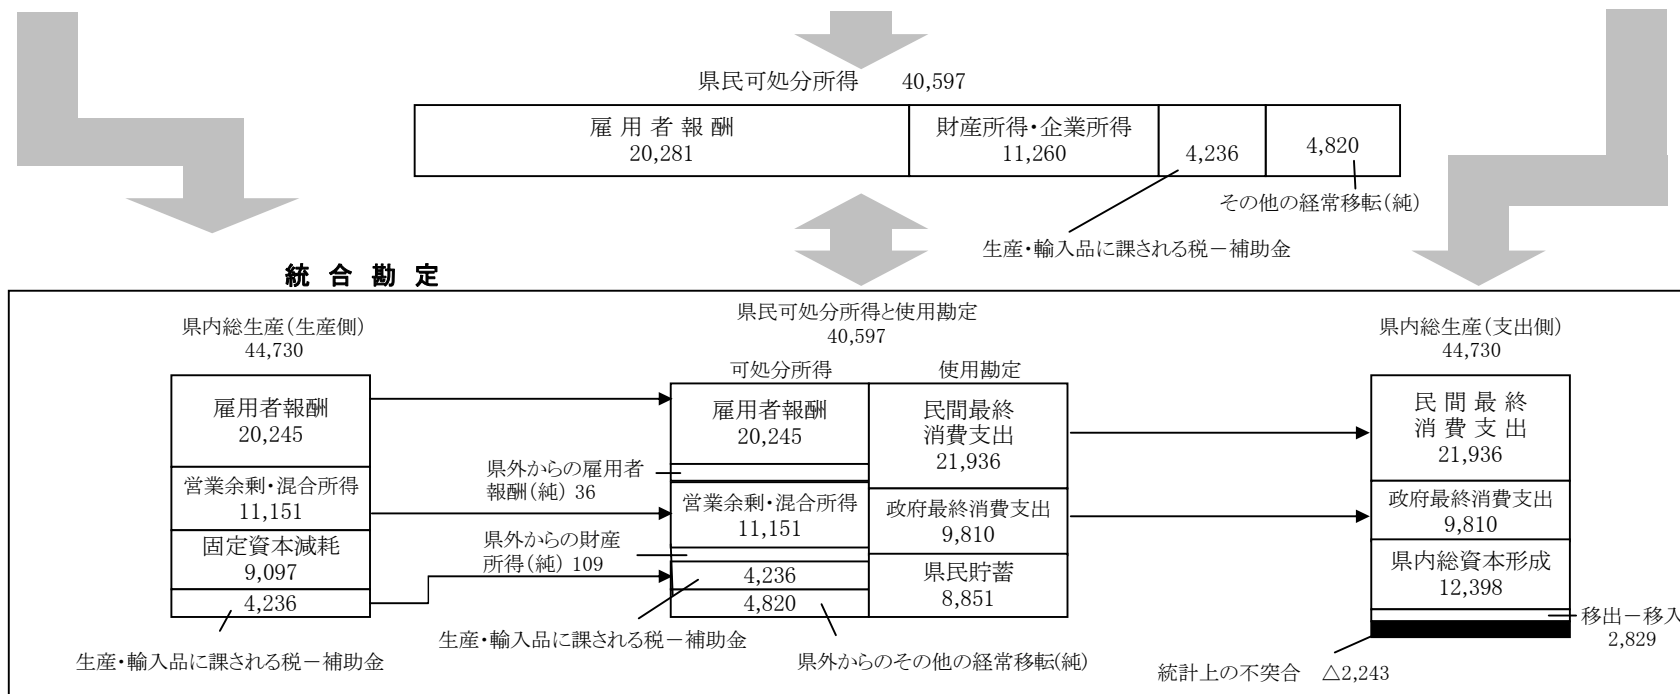 県民可処分所得 40,597
雇 用 者 報 酬
20,281
財産所得・企業所得
11,260
4,236
4,820
その他の経常移転(純)
生産・輸入品に課される税－補助金
統 合 勘 定
県内総生産(生産側)
44,730
雇用者報酬
20,245
営業余剰・混合所得
11,151
固定資本減耗
9,097
4,236
生産・輸入品に課される税－補助金
県民可処分所得と使用勘定
40,597
可処分所得
使用勘定
雇用者報酬
20,245
県外からの雇用者
報酬(純) 36
営業余剰・混合所得
11,151
県外からの財産
所得(純) 109
4,236
4,820
生産・輸入品に課される税－補助金
県外からのその他の経常移転(純)
民間最終
消費支出
21,936
政府最終消費支出
9,810
県民貯蓄
8,851
県内総生産(支出側)
44,730
民 間 最 終
消 費 支 出
21,936
政府最終消費支出
9,810
県内総資本形成
12,398
移出－移入
2,829
統計上の不突合 △2,243